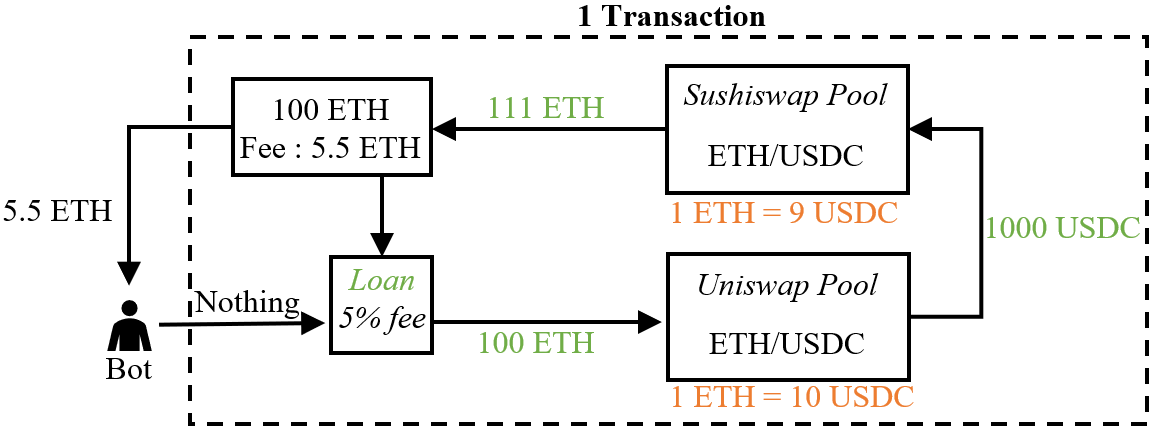 1 Transaction
100 ETH
Fee : 5.5 ETH
111 ETH
Sushiswap Pool
ETH/USDC
1 ETH = 9 USDC
5.5 ETH
1000 USDC
Loan
5% fee
Nothing
Bot
100 ETH
Uniswap Pool
ETH/USDC
1 ETH = 10 USDC